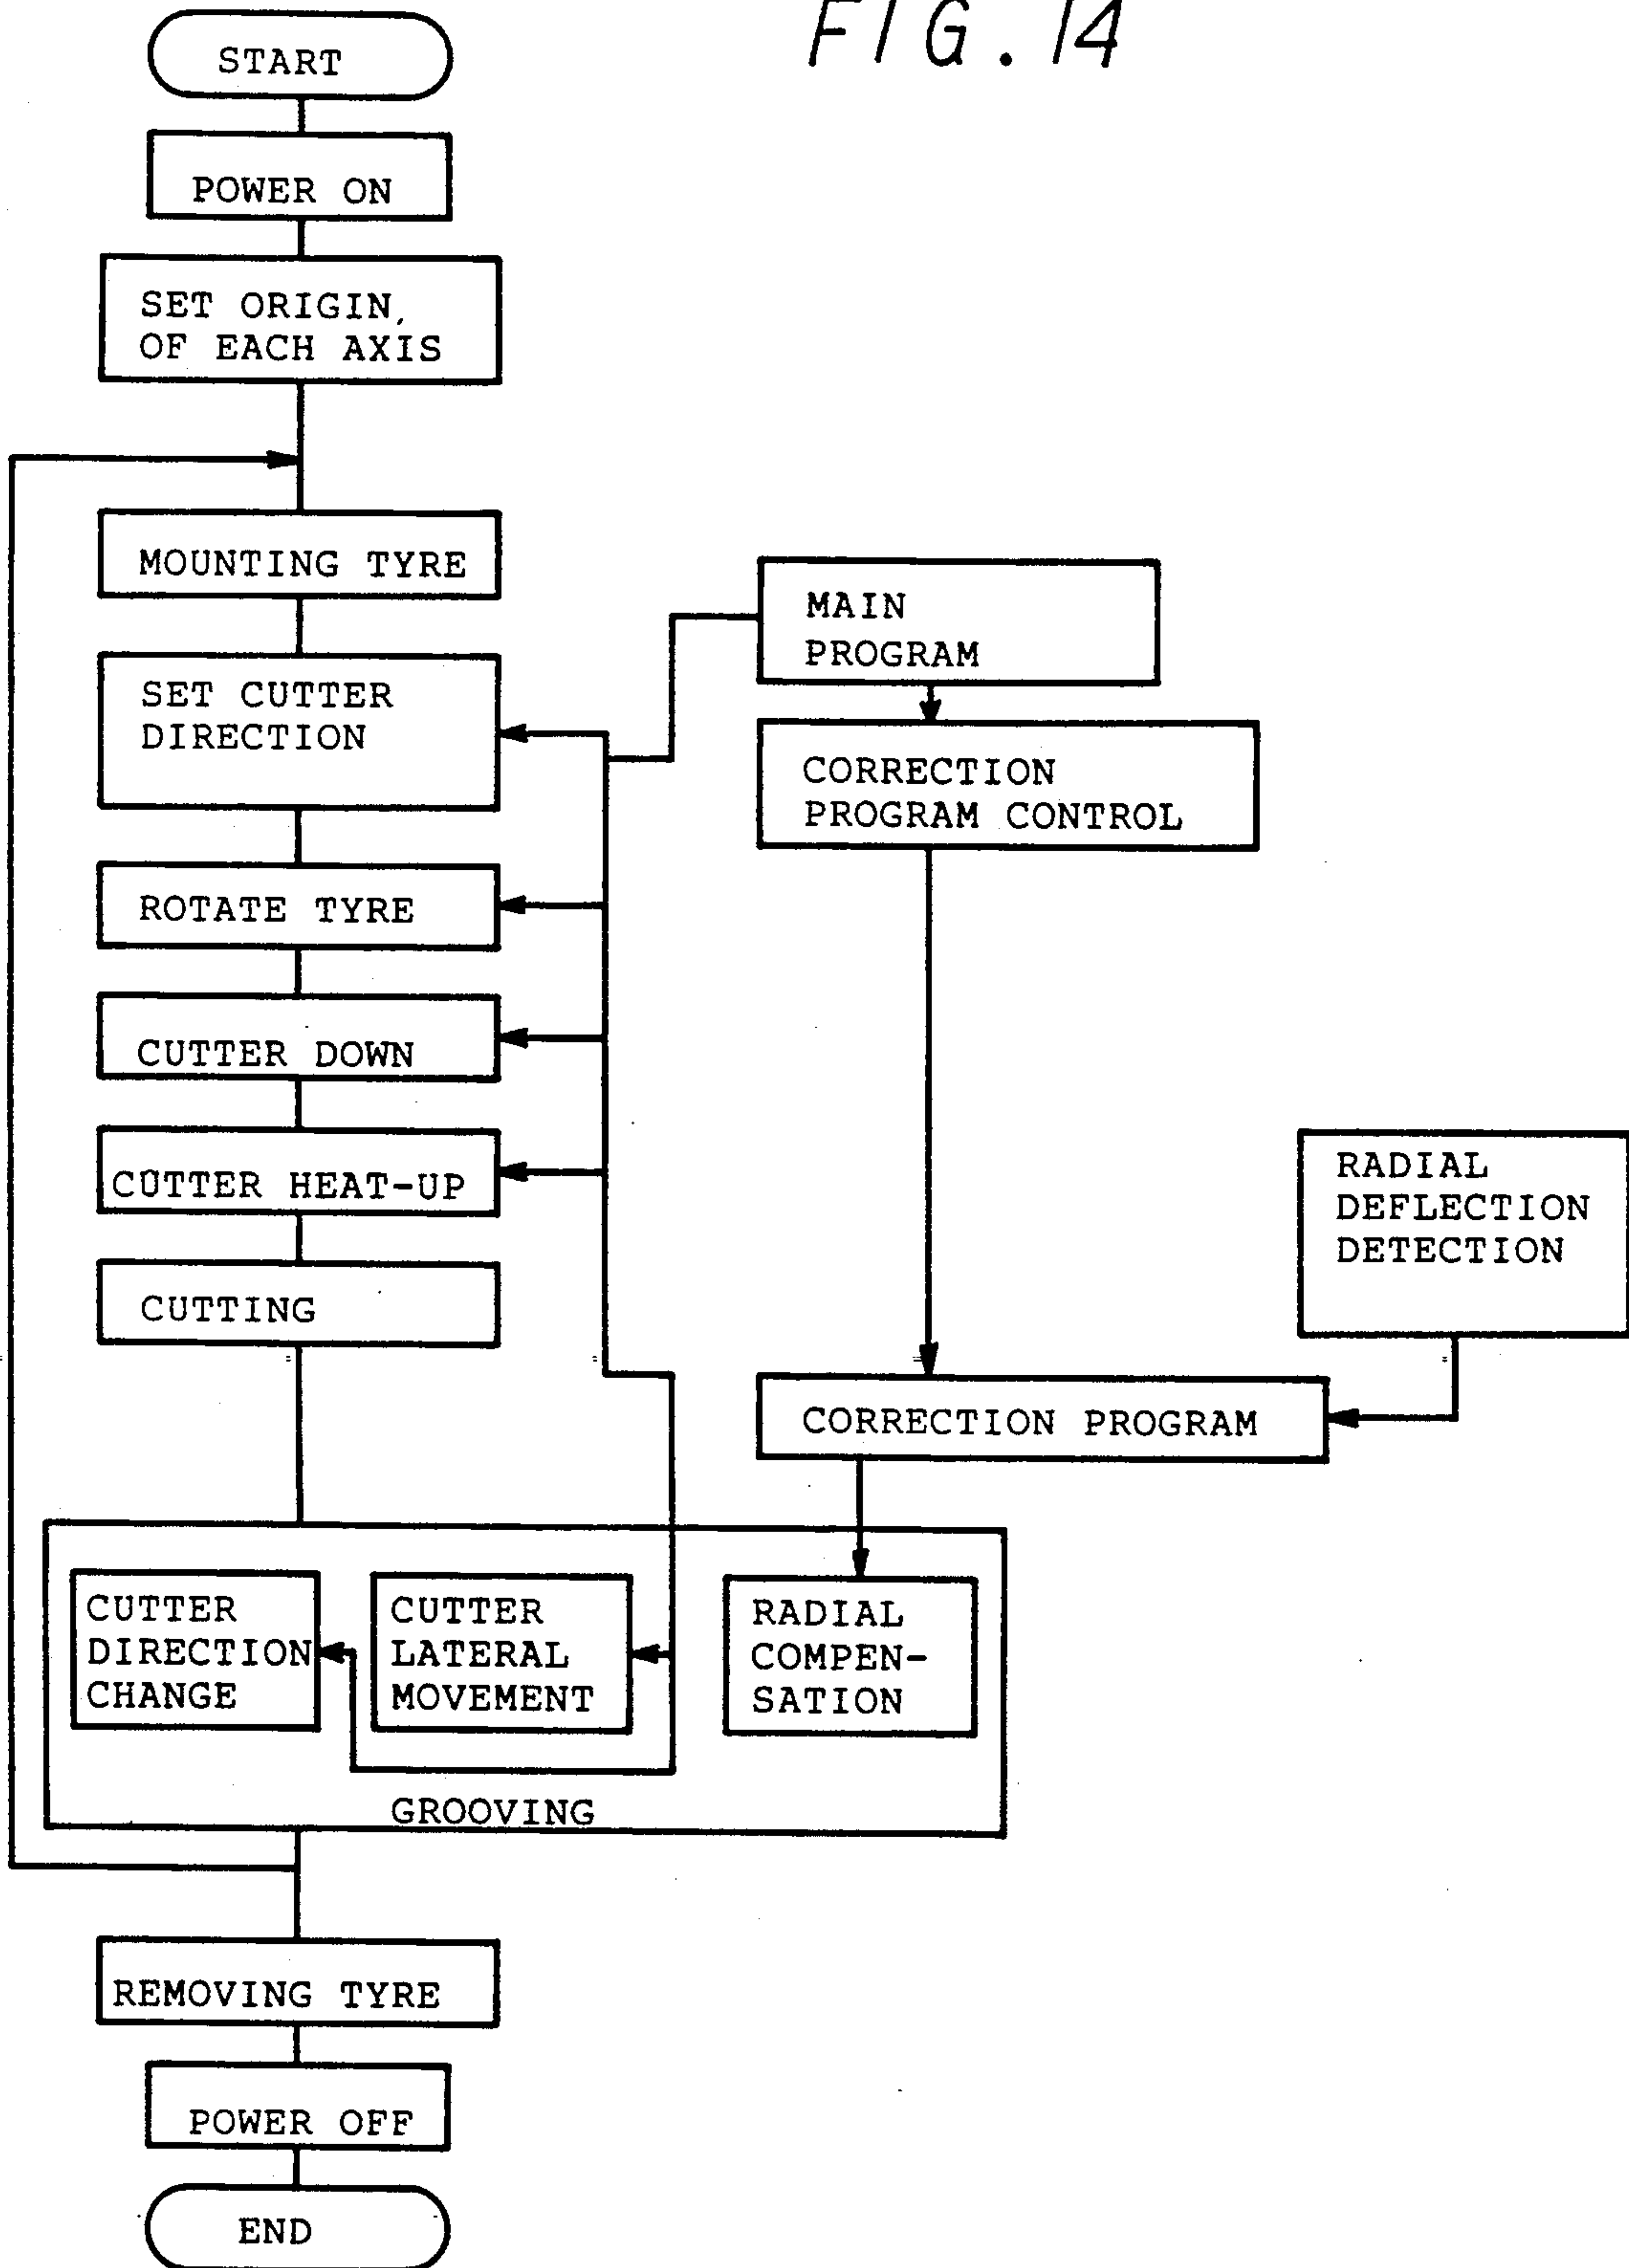 FIG. 14
START
POWER ON
SET ORIGIN
OF EACH AXIS
MOUNTING TYRE
SET CUTTER
DIRECTION
ROTATE TYRE
CUTTER DOWN
CUTTER HEAT-UP
CUTTING
MAIN
PROGRAM
CORRECTION
PROGRAM CONTROL
RADIAL
DEFLECTION
DETECTION
CORRECTION PROGRAM
CUTTER
DIRECTION
CHANGE
CUTTER
LATERAL
MOVEMENT
RADIAL
COMPEN-
SATION
GROOVING
REMOVING TYRE
POWER OFF
END